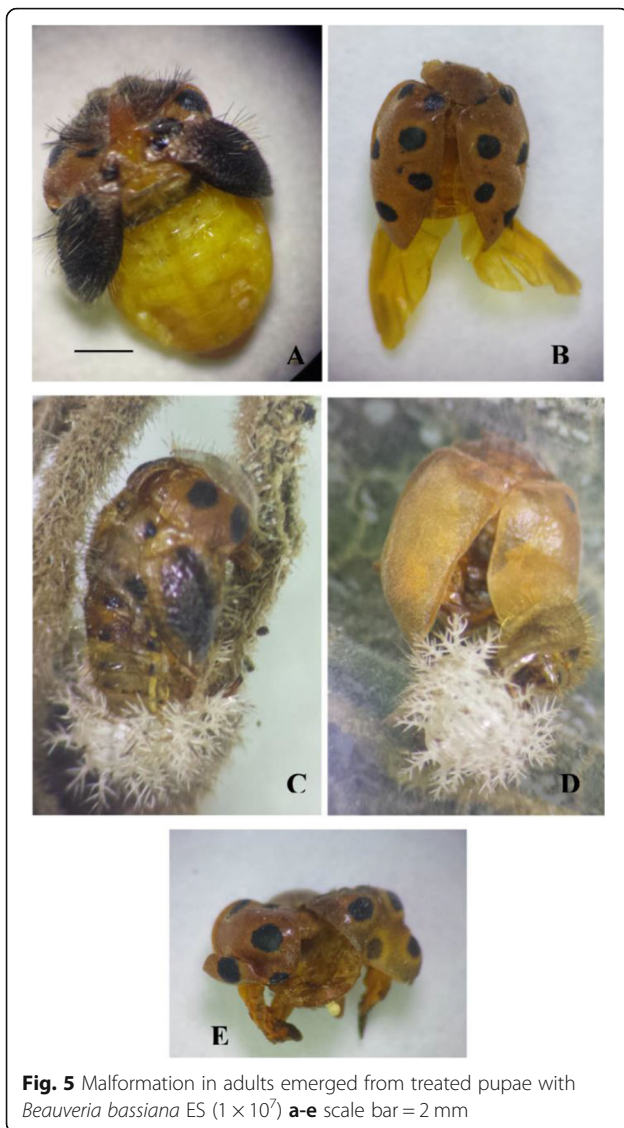 A
B
C
D
E
Fig. 5 Malformation in adults emerged from treated pupae with
Beauveria bassiana ES (1 × 10⁷) a-e scale bar = 2 mm